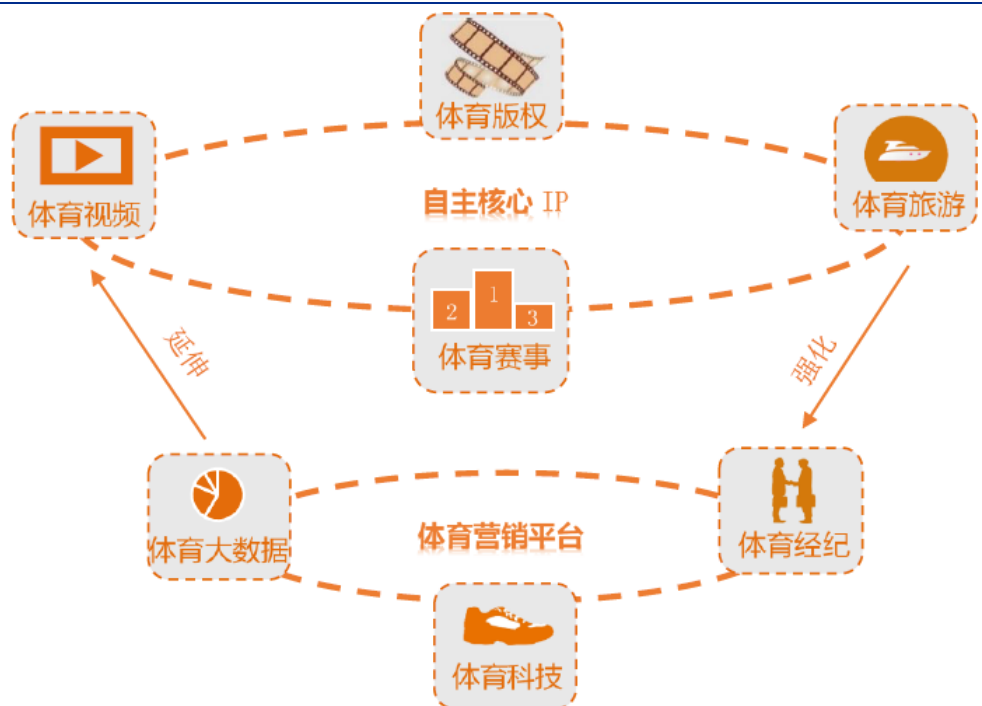 体育版权
体育视频
体育旅游
自主核心 IP
1
2
3
体育赛事
延伸
强化
体育大数据
体育营销平台
体育经纪
体育科技